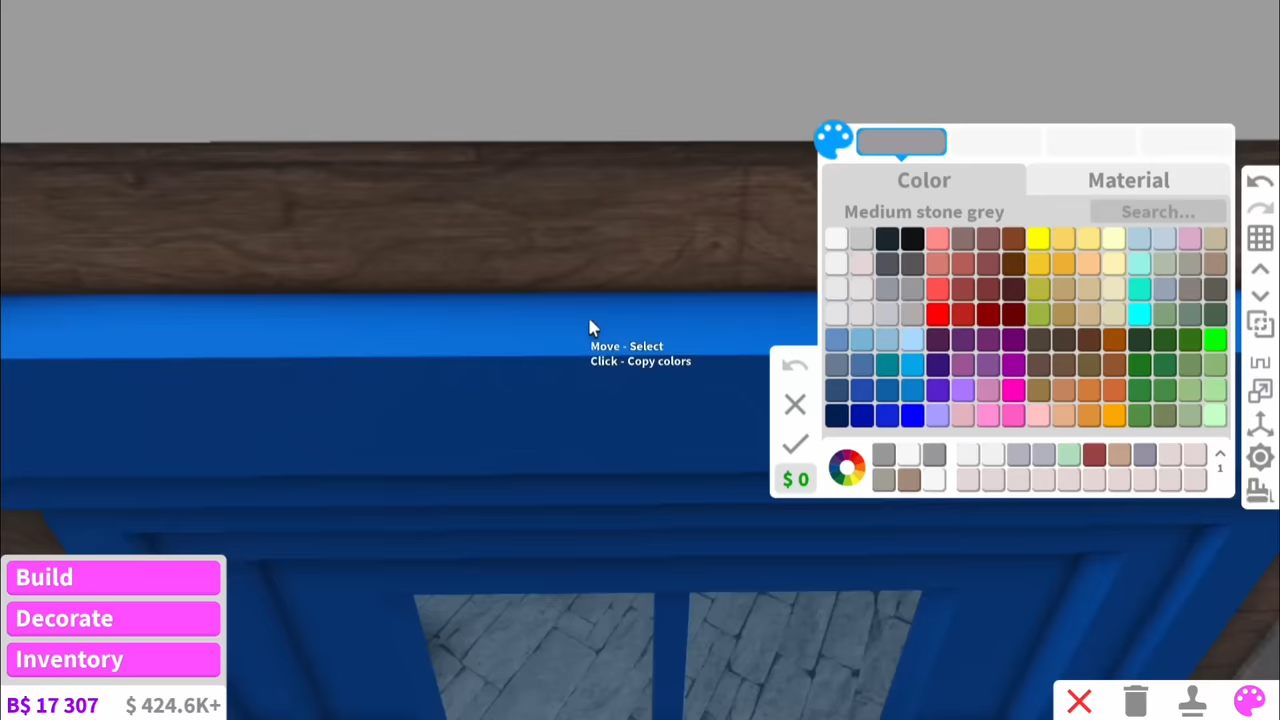 Color
Material
Medium stone grey
Search...
Move - Select
Click - Copy colors
$ 0
1
Build
Decorate
Inventory
B$ 17 307
$ 424.6K+